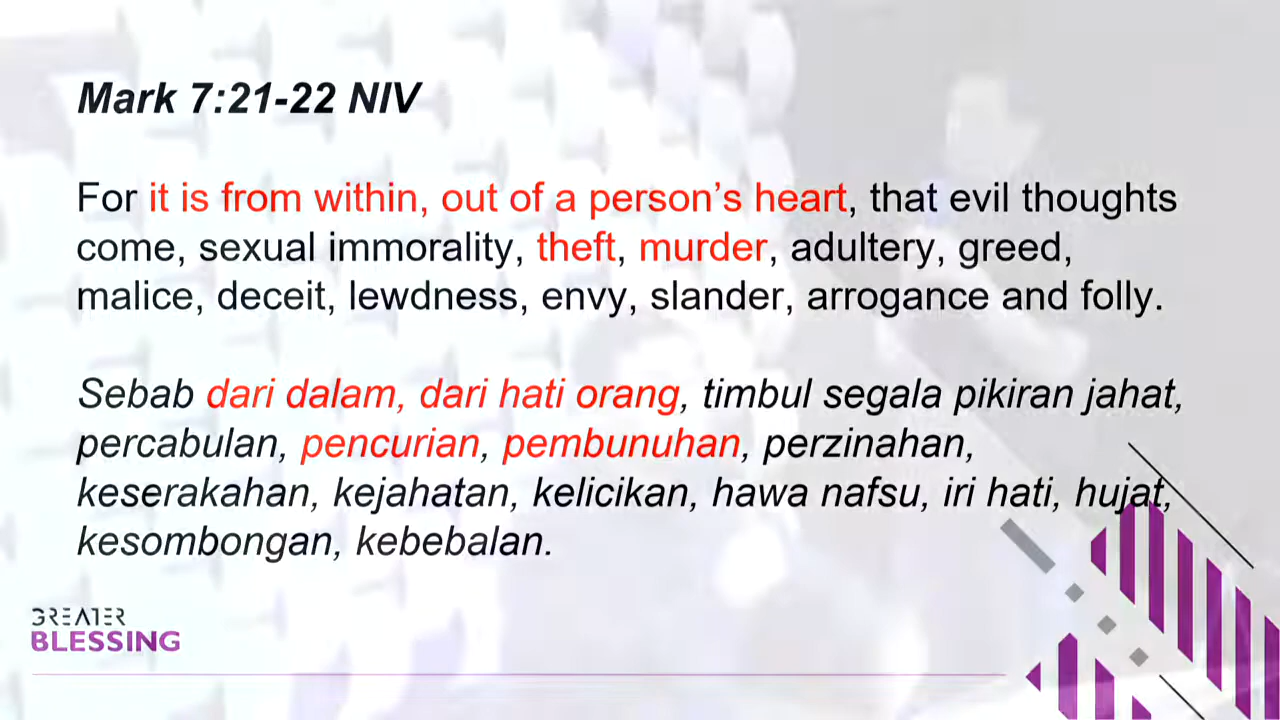 Mark 7:21-22 NIV
For it is from within, out of a person’s heart, that evil thoughts
come, sexual immorality, theft, murder, adultery, greed,
malice, deceit, lewdness, envy, slander, arrogance and folly.
Sebab dari dalam, dari hati orang, timbul segala pikiran jahat,
percabulan, pencurian, pembunuhan, perzinahan,
keserakahan, kejahatan, kelicikan, hawa nafsu, iri hati, hujat,
kesombongan, kebebalan.
GREATER
BLESSING